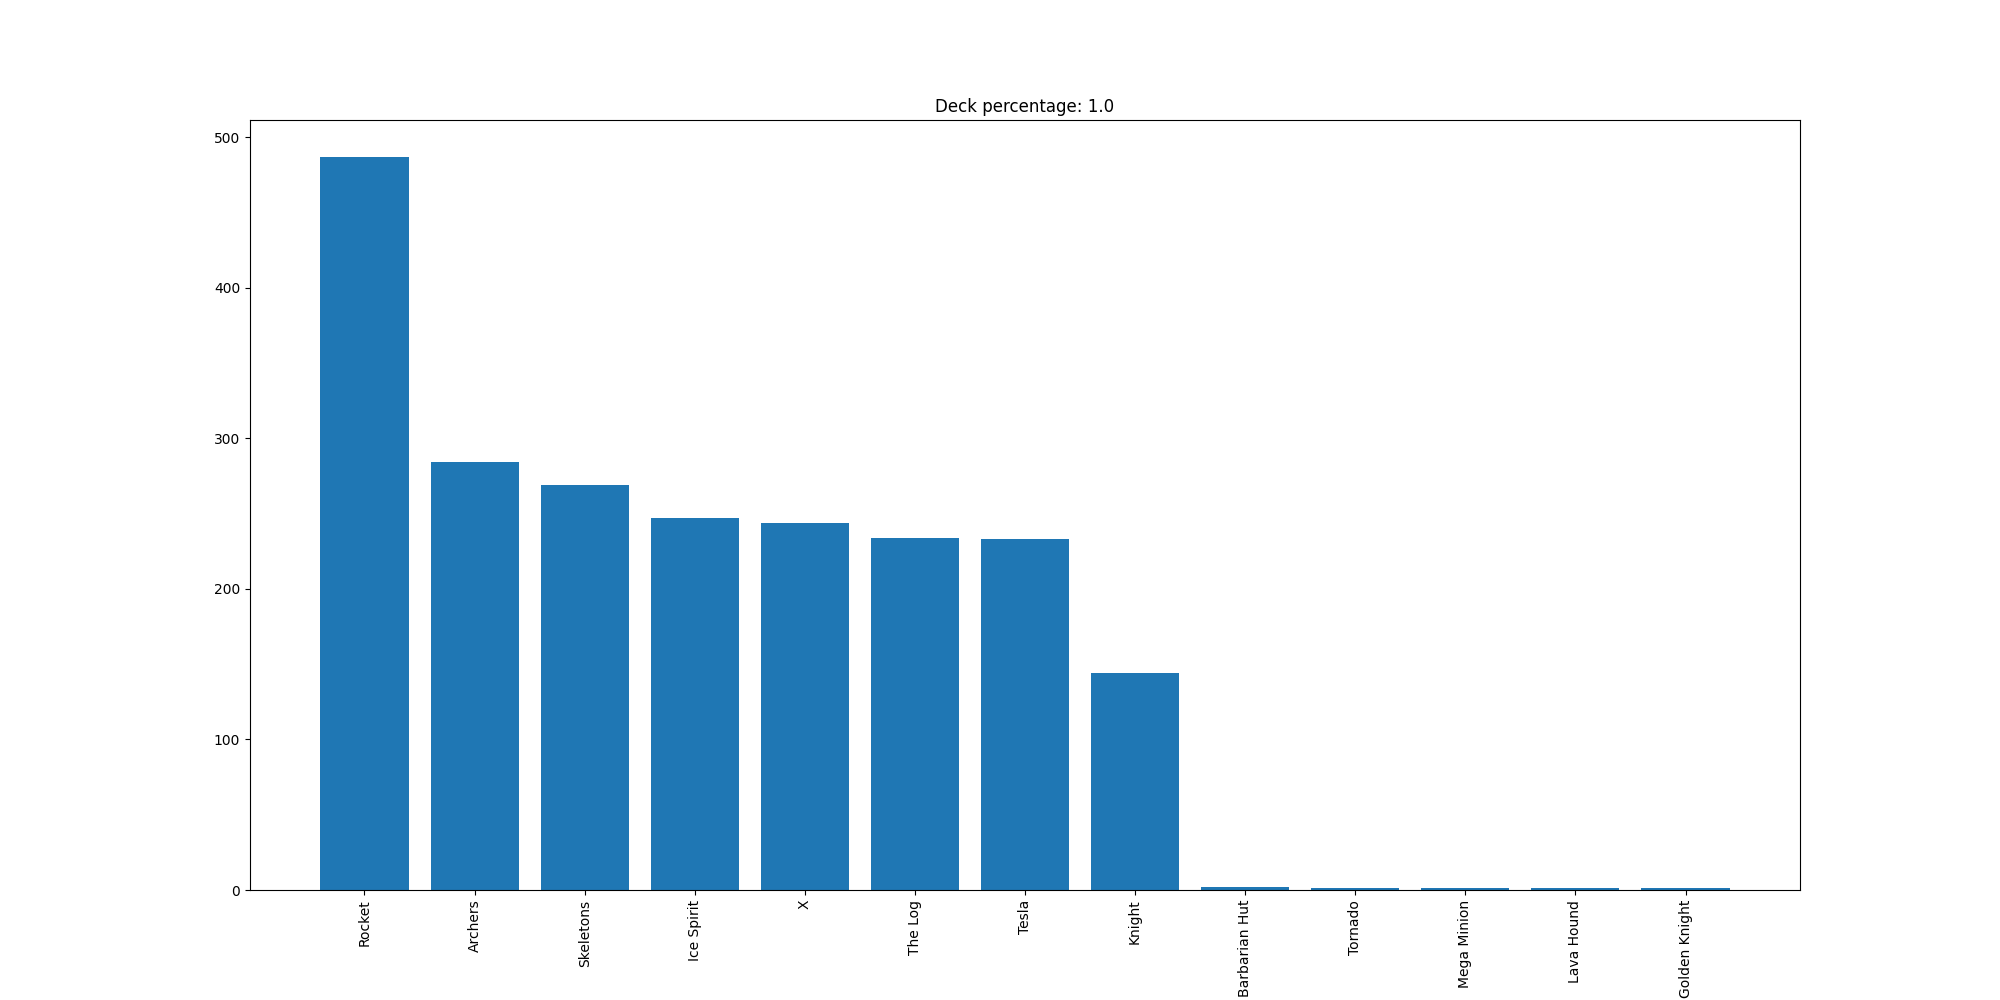 Deck percentage: 1.0
500
400
300
200
100
0
Rocket
Archers
Skeletons
Ice Spirit
X
The Log
Tesla
Knight
Barbarian Hut
Tornado
Mega Minion
Lava Hound
Golden Knight